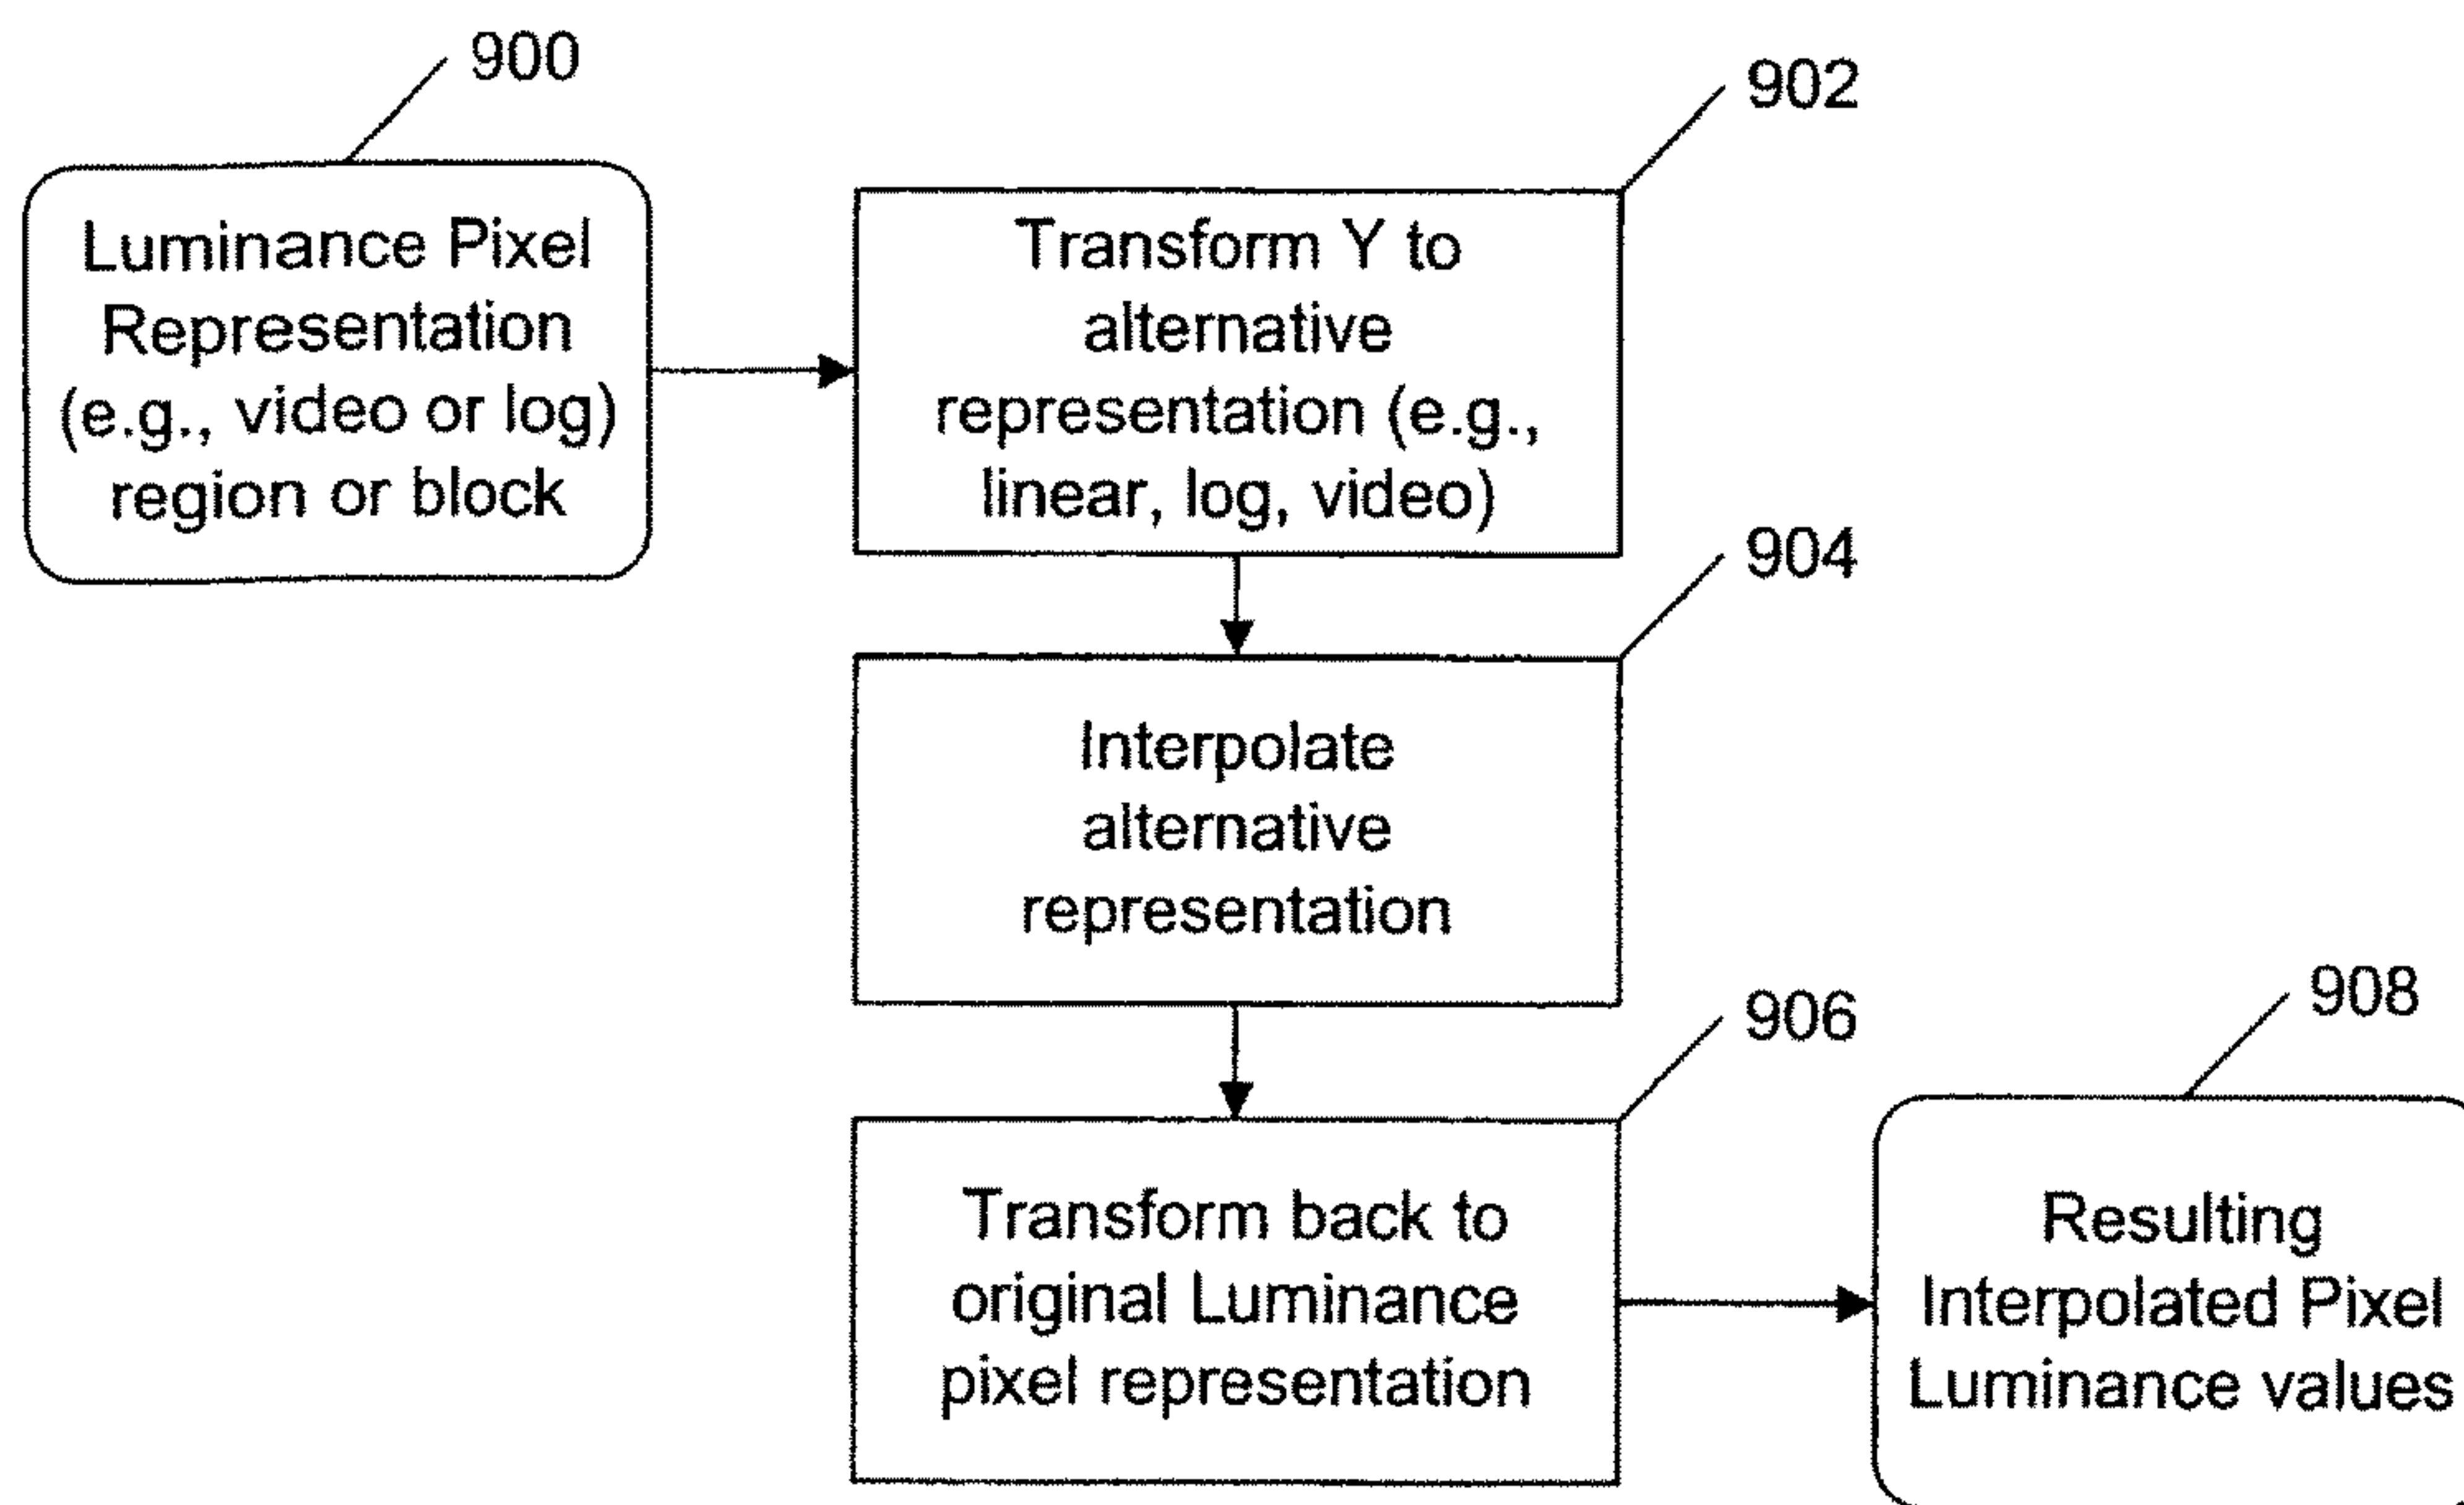 900
Luminance Pixel
Representation
(e.g., video or log)
region or block
902
Transform Y to
alternative
representation (e.g.,
linear, log, video)
904
Interpolate
alternative
representation
906
Transform back to
original Luminance
pixel representation
908
Resulting
Interpolated Pixel
Luminance values